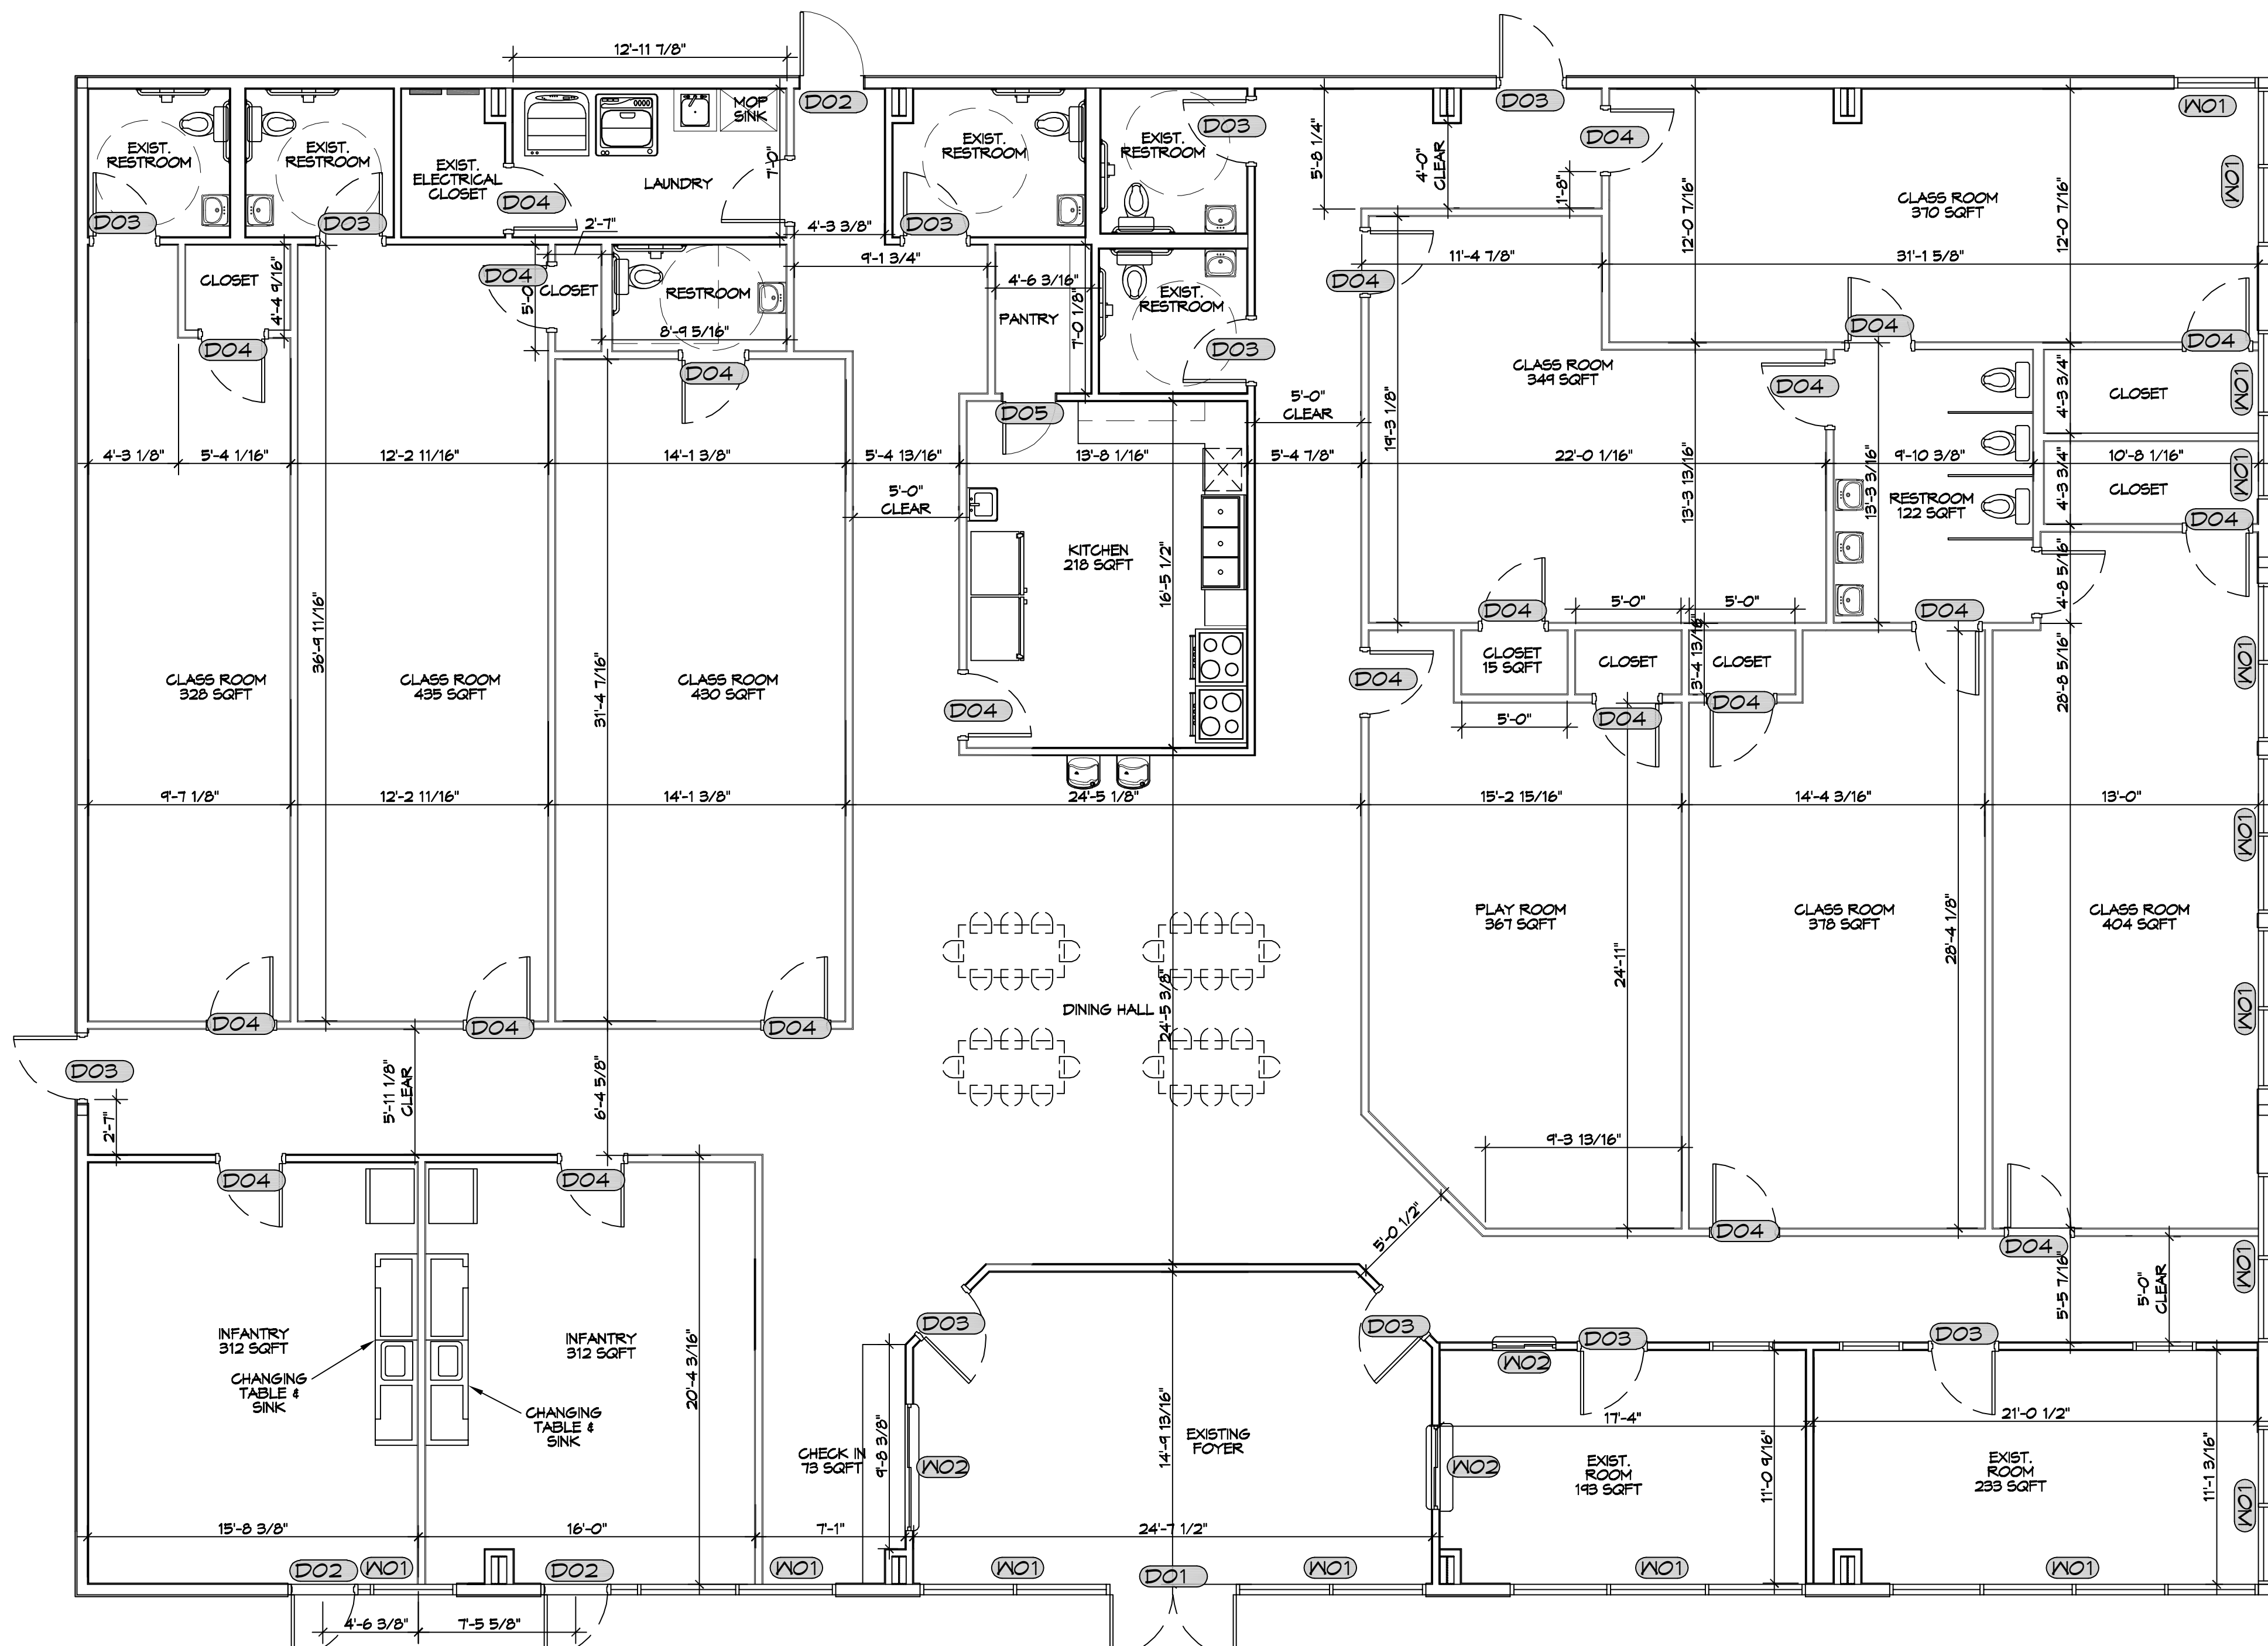 12'-11 7/8"
D02
D03
MOP
SINK
W01
EXIST.
RESTROOM
EXIST.
RESTROOM
EXIST.
ELECTRICAL
CLOSET
LAUNDRY
7'-0"
EXIST.
RESTROOM
EXIST.
RESTROOM
D03
5'-8 1/4"
4'-0"
CLEAR
D04
1'-8"
12'-0 7/16"
CLASS ROOM
370 SQFT
12'-0 7/16"
W01
D03
D03
D04
2'-7"
4'-3 3/8"
D03
CLOSET
4'-4 9/16"
D04
5'-0"
CLOSET
RESTROOM
9'-1 3/4"
4'-6 3/16"
PANTRY
7'-0 1/8"
EXIST.
RESTROOM
D04
11'-4 7/8"
31'-1 5/8"
8'-9 5/16"
D04
D04
D03
D04
D04
CLASS ROOM
349 SQFT
D04
4'-3 3/4"
CLOSET
W01
D05
5'-0"
CLEAR
19'-3 1/8"
4'-3 1/8"
5'-4 1/16"
12'-2 11/16"
14'-1 3/8"
5'-4 13/16"
13'-8 1/16"
5'-4 7/8"
22'-0 1/16"
9'-10 3/8"
10'-8 1/16"
5'-0"
CLEAR
13'-3 13/16"
13'-3 3/16"
RESTROOM
122 SQFT
4'-3 3/4"
CLOSET
W01
D04
KITCHEN
218 SQFT
16'-5 1/2"
4'-8 5/16"
36'-9 11/16"
D04
5'-0"
5'-0"
D04
CLASS ROOM
328 SQFT
CLASS ROOM
435 SQFT
31'-4 7/16"
CLASS ROOM
430 SQFT
D04
D04
CLOSET
15 SQFT
CLOSET
3'-4 13/16"
CLOSET
28'-8 5/16"
W01
5'-0"
D04
D04
9'-7 1/8"
12'-2 11/16"
14'-1 3/8"
24'-5 1/8"
15'-2 15/16"
14'-4 3/16"
13'-0"
W01
PLAY ROOM
367 SQFT
24'-11"
CLASS ROOM
378 SQFT
28'-4 1/8"
CLASS ROOM
404 SQFT
D04
D04
D04
DINING HALL
24'-5 3/8"
W01
D03
2'-7"
5'-11 1/8"
CLEAR
6'-4 5/8"
9'-3 13/16"
D04
D04
5'-0 1/2"
D04
D04
5'-5 7/16"
5'-0"
CLEAR
W01
INFANTRY
312 SQFT
INFANTRY
312 SQFT
D03
D03
W02
D03
D03
CHANGING
TABLE &
SINK
CHANGING
TABLE &
SINK
20'-4 3/16"
CHECK IN
73 SQFT
9'-8 3/8"
W02
14'-9 13/16"
EXISTING
FOYER
W02
17'-4"
EXIST.
ROOM
193 SQFT
11'-0 9/16"
21'-0 1/2"
EXIST.
ROOM
233 SQFT
11'-1 3/16"
W01
15'-8 3/8"
16'-0"
7'-1"
24'-7 1/2"
D02
W01
D02
W01
W01
D01
W01
W01
W01
4'-6 3/8"
7'-5 5/8"